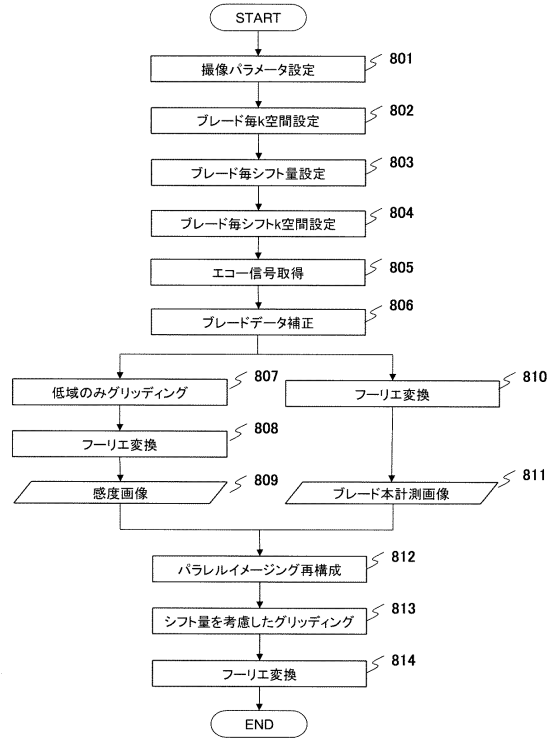 START
撮像パラメータ設定
801
ブレード毎k空間設定
802
ブレード毎シフト量設定
803
ブレード毎シフトk空間設定
804
エコー信号取得
805
ブレードデータ補正
806
低域のみグリッディング
807
フーリエ変換
810
フーリエ変換
808
感度画像
809
ブレード本計測画像
811
パラレルイメージング再構成
812
シフト量を考慮したグリッディング
813
フーリエ変換
814
END